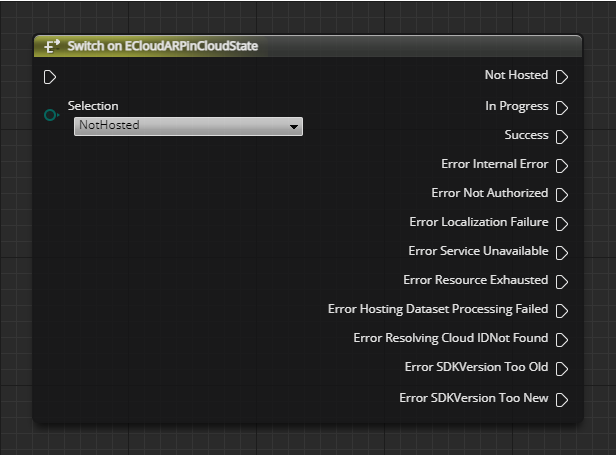 Switch on ECloudARPinCloudState
Not Hosted
Selection
NotHosted
In Progress
Success
Error Internal Error
Error Not Authorized
Error Localization Failure
Error Service Unavailable
Error Resource Exhausted
Error Hosting Dataset Processing Failed
Error Resolving Cloud IDNot Found
Error SDKVersion Too Old
Error SDKVersion Too New